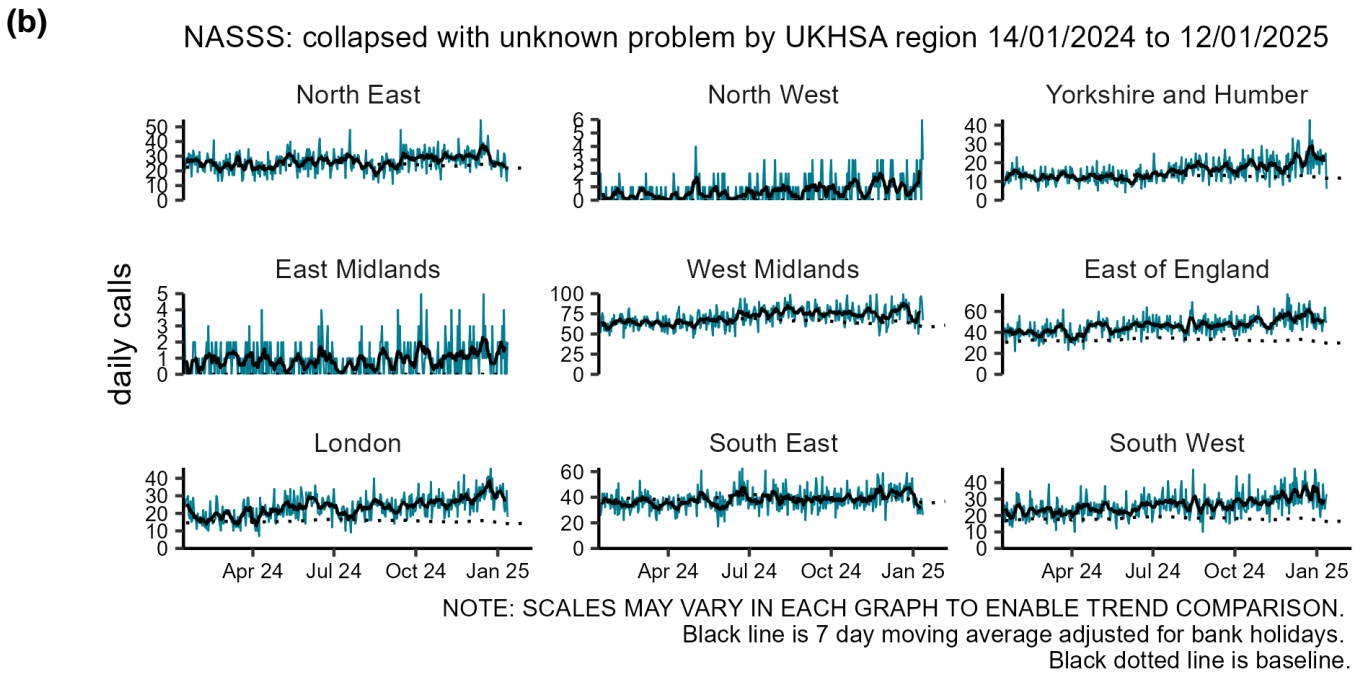 (b)
NASSS: collapsed with unknown problem by UKHSA region 14/01/2024 to 12/01/2025
North East
50
40
30
20
10
0
North West
6
5
4
3
2
1
0
Yorkshire and Humber
40
30
20
10
0
daily calls
East Midlands
5
4
3
2
1
0
West Midlands
100
75
50
25
0
East of England
60
40
20
0
London
40
30
20
10
0
Apr 24 Jul 24 Oct 24 Jan 25
South East
60
40
20
0
Apr 24 Jul 24 Oct 24 Jan 25
South West
40
30
20
10
0
Apr 24 Jul 24 Oct 24 Jan 25
NOTE: SCALES MAY VARY IN EACH GRAPH TO ENABLE TREND COMPARISON.
Black line is 7 day moving average adjusted for bank holidays.
Black dotted line is baseline.